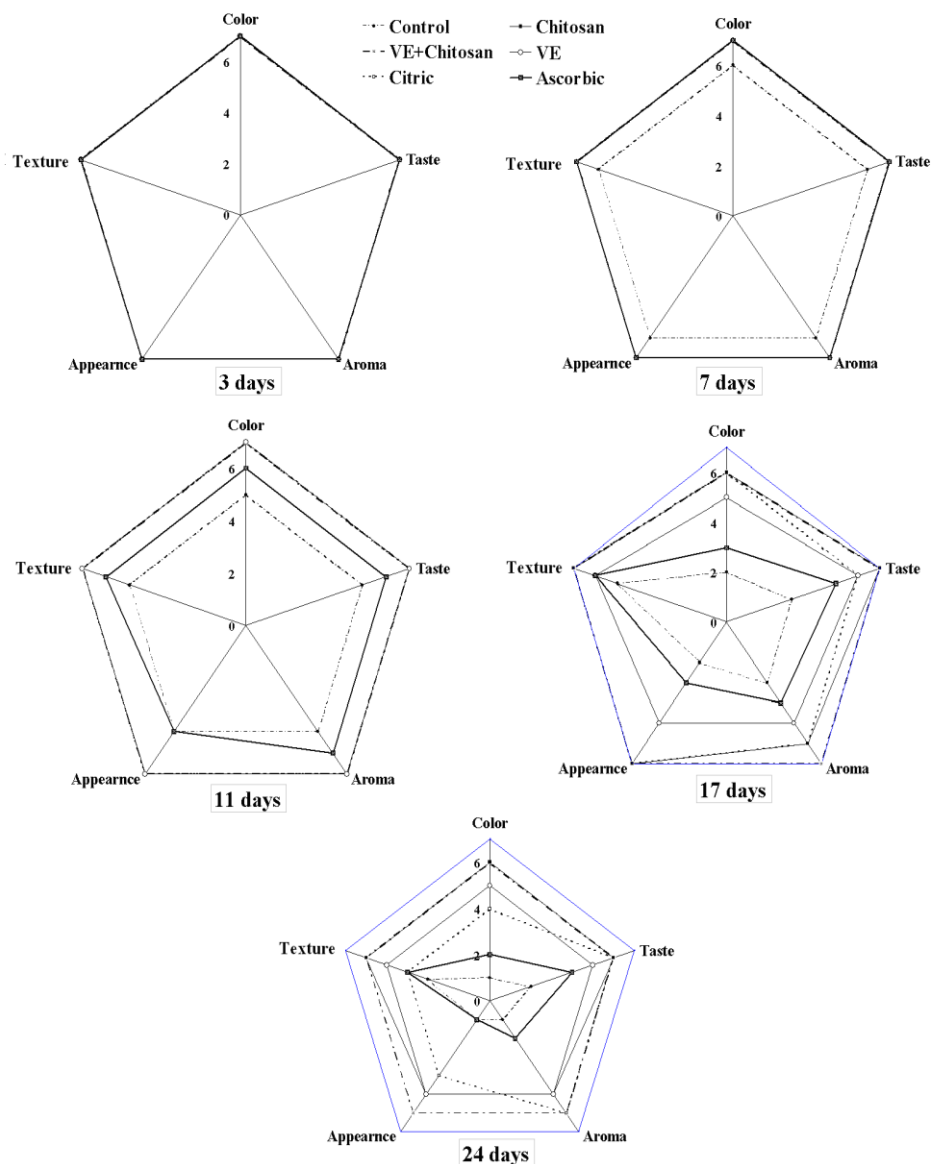 Color
6
4
2
0
Texture
Taste
Appearnce
Aroma
3 days
Control
VE+Chitosan
Citric
Chitosan
VE
Ascorbic
Color
6
4
2
0
Texture
Taste
Appearnce
Aroma
7 days
Color
6
4
2
0
Texture
Taste
Appearnce
Aroma
11 days
Color
6
4
2
0
Texture
Taste
Appearnce
Aroma
17 days
Color
6
4
2
0
Texture
Taste
Appearnce
Aroma
24 days